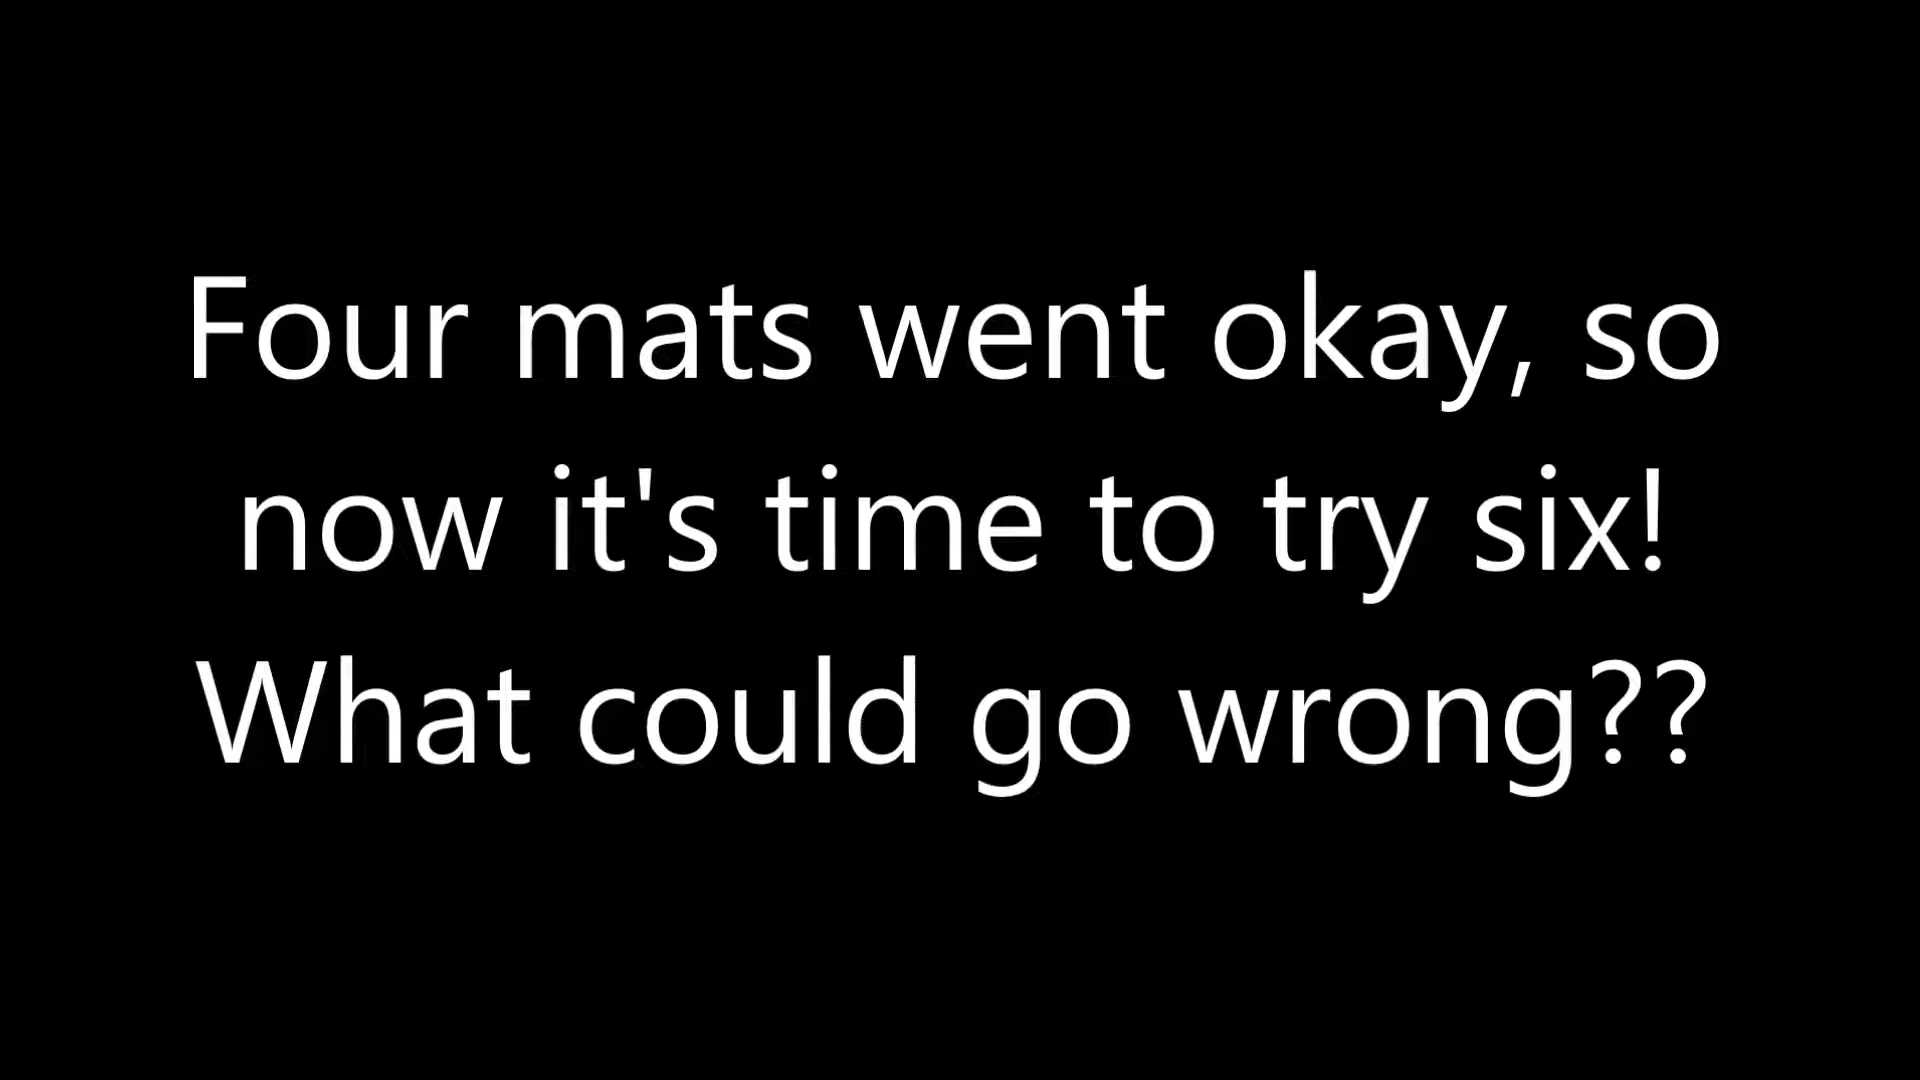 Four mats went okay, so
now it's time to try six!
What could go wrong??